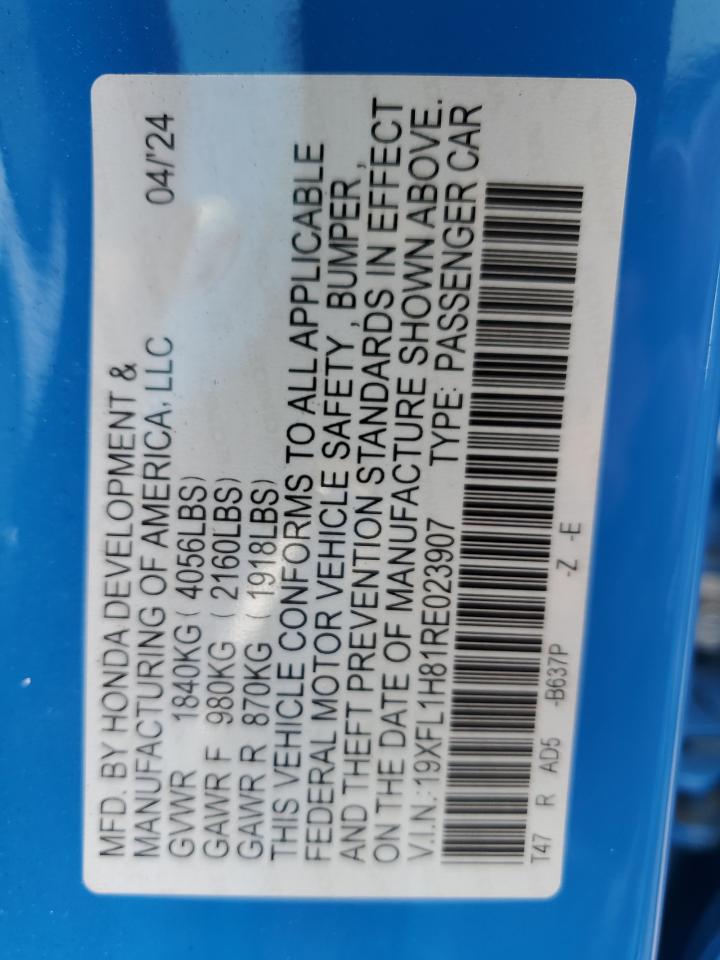 MFD. BY HONDA DEVELOPMENT & 04/'24
MANUFACTURING OF AMERICA, LLC
GVWR 1840KG ( 4056LBS)
GAWR F 980KG ( 2160LBS)
GAWR R 870KG ( 1918LBS)
THIS VEHICLE CONFORMS TO ALL APPLICABLE
FEDERAL MOTOR VEHICLE SAFETY , BUMPER ,
AND THEFT PREVENTION STANDARDS IN EFFECT
ON THE DATE OF MANUFACTURE SHOWN ABOVE.
V.I.N.:19XFL1H81RE023907 TYPE: PASSENGER CAR
T47 R AD5 -B637P -Z -E